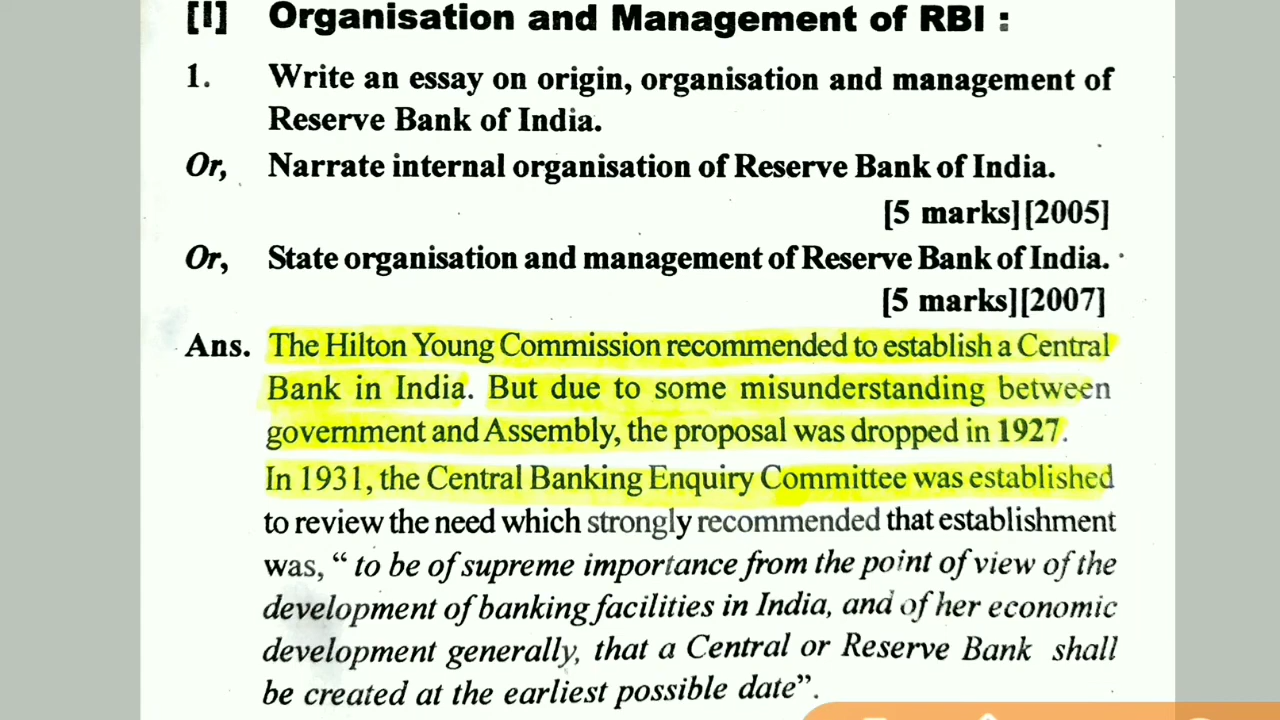 [I] Organisation and Management of RBI :
1. Write an essay on origin, organisation and management of
Reserve Bank of India.
Or, Narrate internal organisation of Reserve Bank of India.
[5 marks][2005]
Or, State organisation and management of Reserve Bank of India.
[5 marks][2007]
Ans. The Hilton Young Commission recommended to establish a Central
Bank in India. But due to some misunderstanding between
government and Assembly, the proposal was dropped in 1927.
In 1931, the Central Banking Enquiry Committee was established
to review the need which strongly recommended that establishment
was, “ to be of supreme importance from the point of view of the
development of banking facilities in India, and of her economic
development generally, that a Central or Reserve Bank shall
be created at the earliest possible date”.